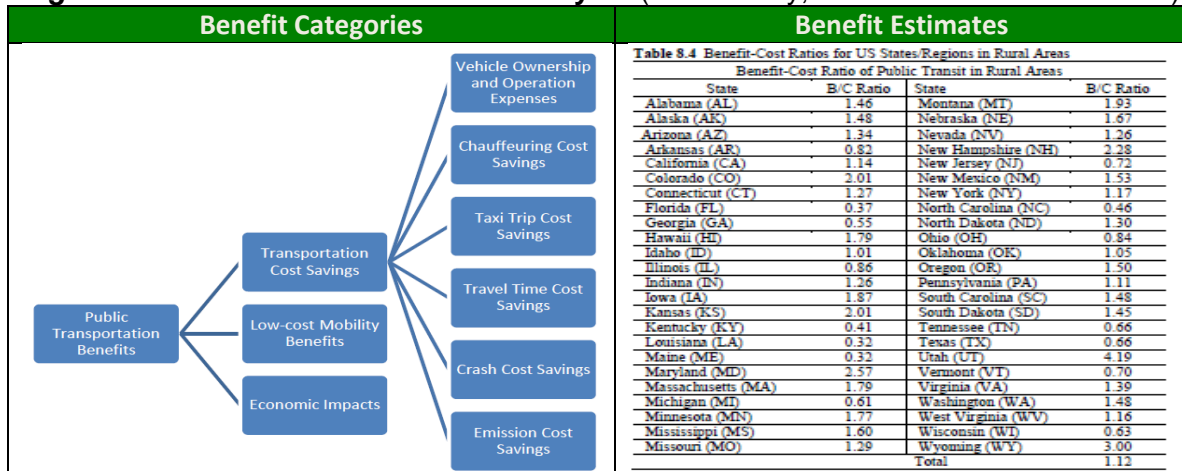 Benefit Categories
Benefit Estimates
Public
Transportation
Benefits
Transportation
Cost Savings
Low-cost Mobility
Benefits
Economic Impacts
Vehicle Ownership
and Operation
Expenses
Chauffeuring Cost
Savings
Taxi Trip Cost
Savings
Travel Time Cost
Savings
Crash Cost Savings
Emission Cost
Savings
Table 8.4 Benefit-Cost Ratios for US States/Regions in Rural Areas
Benefit-Cost Ratio of Public Transit in Rural Areas
State B/C Ratio State B/C Ratio
Alabama (AL) 1.46 Montana (MT) 1.93
Alaska (AK) 1.48 Nebraska (NE) 1.67
Arizona (AZ) 1.34 Nevada (NV) 1.26
Arkansas (AR) 0.82 New Hampshire (NH) 2.28
California (CA) 1.14 New Jersey (NJ) 0.72
Colorado (CO) 2.01 New Mexico (NM) 1.53
Connecticut (CT) 1.27 New York (NY) 1.17
Florida (FL) 0.37 North Carolina (NC) 0.46
Georgia (GA) 0.55 North Dakota (ND) 1.30
Hawaii (HI) 1.79 Ohio (OH) 0.84
Idaho (ID) 1.01 Oklahoma (OK) 1.05
Illinois (IL) 0.86 Oregon (OR) 1.50
Indiana (IN) 1.26 Pennsylvania (PA) 1.11
Iowa (IA) 1.87 South Carolina (SC) 1.48
Kansas (KS) 2.01 South Dakota (SD) 1.45
Kentucky (KY) 0.41 Tennessee (TN) 0.66
Louisiana (LA) 0.32 Texas (TX) 0.66
Maine (ME) 0.32 Utah (UT) 4.19
Maryland (MD) 2.57 Vermont (VT) 0.70
Massachusetts (MA) 1.79 Virginia (VA) 1.39
Michigan (MI) 0.61 Washington (WA) 1.48
Minnesota (MN) 1.77 West Virginia (WV) 1.16
Mississippi (MS) 1.60 Wisconsin (WI) 0.63
Missouri (MO) 1.29 Wyoming (WY) 3.00
Total 1.12